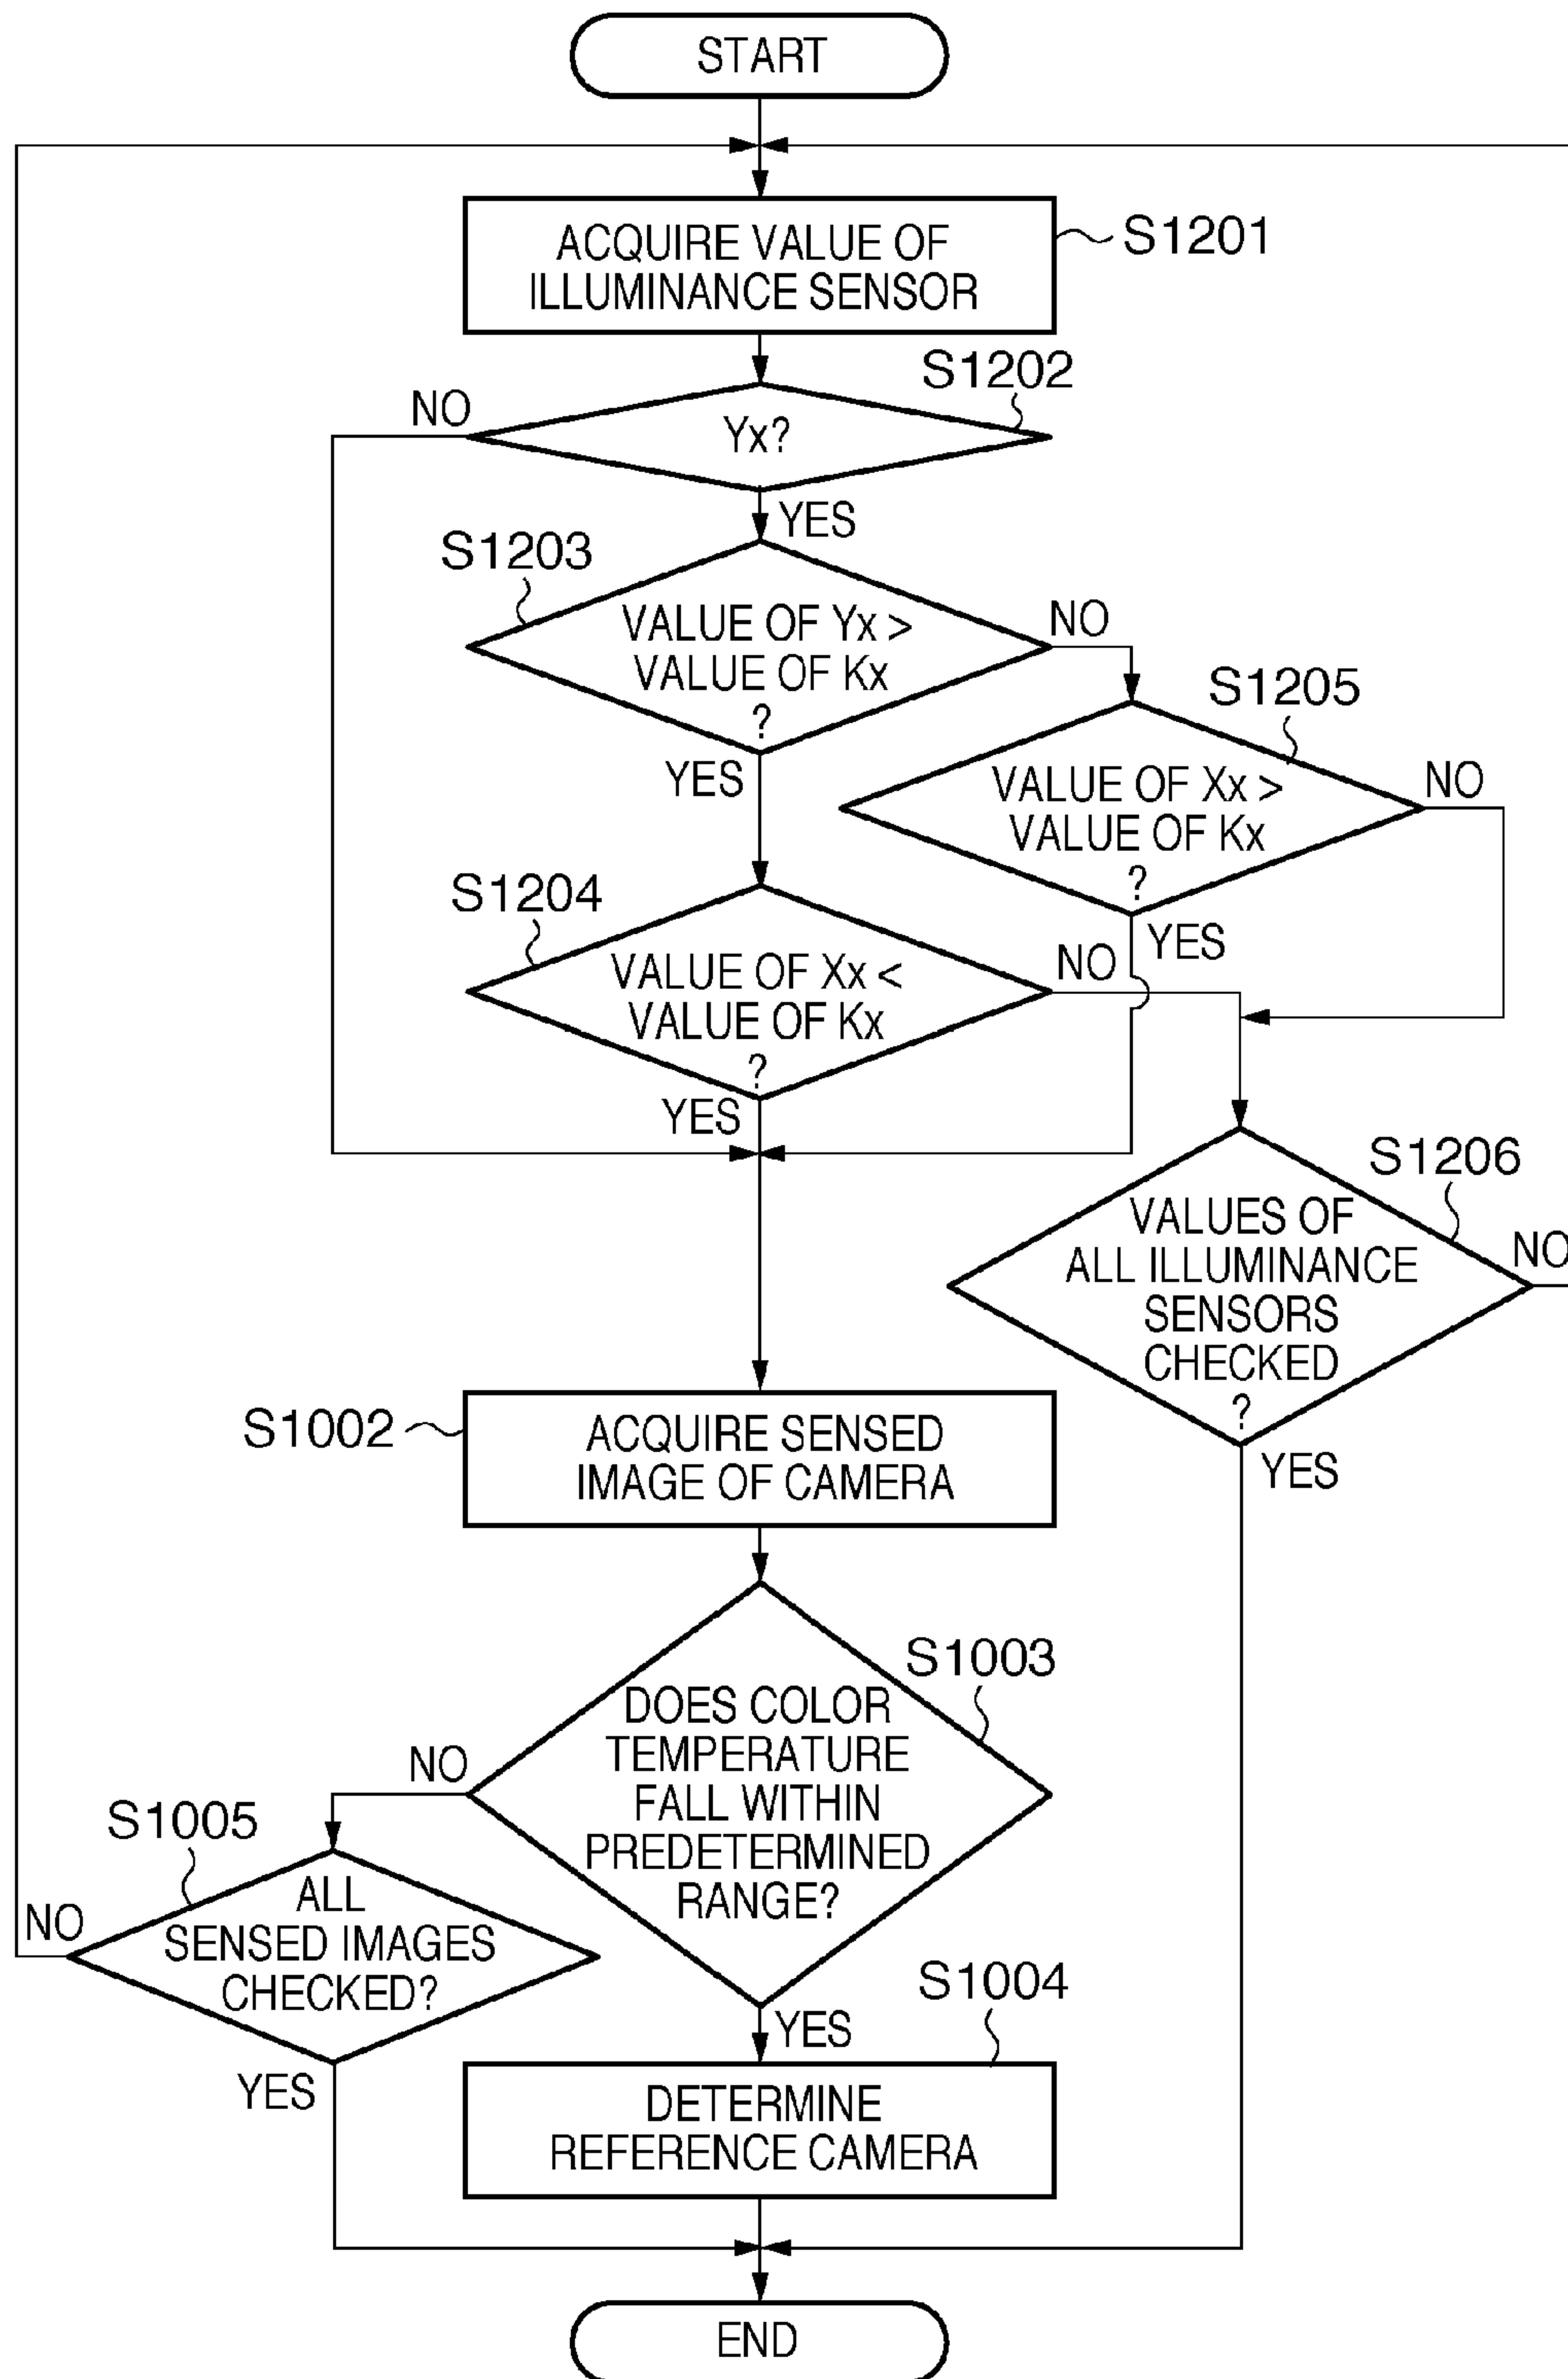 START
ACQUIRE VALUE OF
ILLUMINANCE SENSOR
S1201
S1202
NO
Yx?
YES
S1203
VALUE OF Yx >
VALUE OF Kx
?
NO
YES
S1205
VALUE OF Xx >
VALUE OF Kx
?
NO
YES
S1204
VALUE OF Xx <
VALUE OF Kx
?
NO
YES
S1206
VALUES OF
ALL ILLUMINANCE
SENSORS
CHECKED
?
NO
YES
S1002
ACQUIRE SENSED
IMAGE OF CAMERA
S1003
DOES COLOR
TEMPERATURE
FALL WITHIN
PREDETERMINED
RANGE?
NO
YES
S1005
ALL
SENSED IMAGES
CHECKED?
NO
YES
S1004
DETERMINE
REFERENCE CAMERA
END